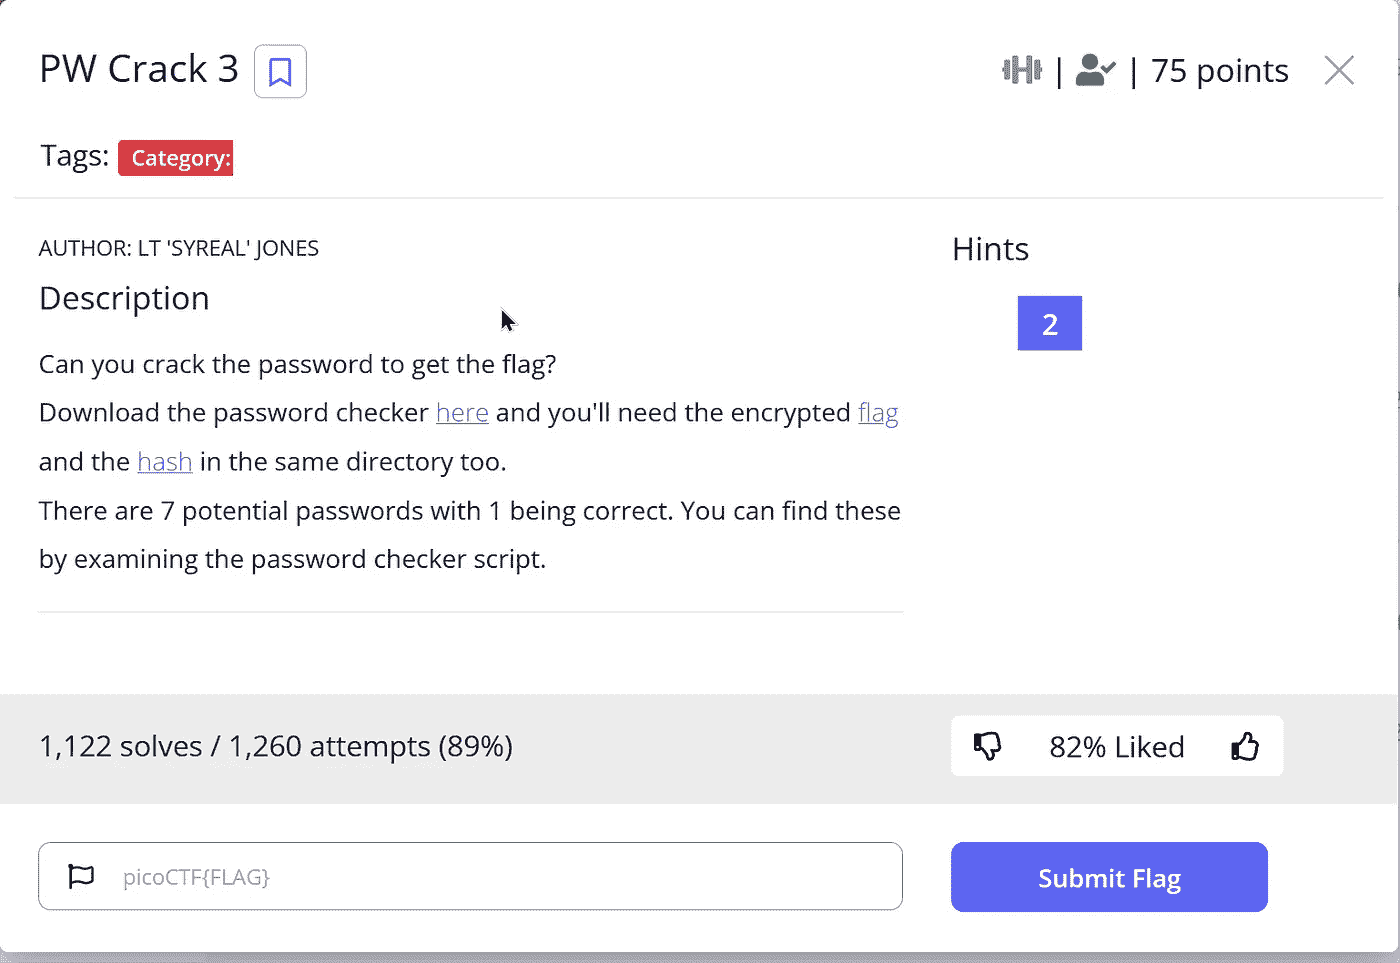 PW Crack 3
| | 75 points
Tags: Category:
AUTHOR: LT 'SYREAL' JONES
Description
Can you crack the password to get the flag?
Download the password checker here and you'll need the encrypted flag
and the hash in the same directory too.
There are 7 potential passwords with 1 being correct. You can find these
by examining the password checker script.
Hints
2
1,122 solves / 1,260 attempts (89%)
82% Liked
picoCTF{FLAG}
Submit Flag